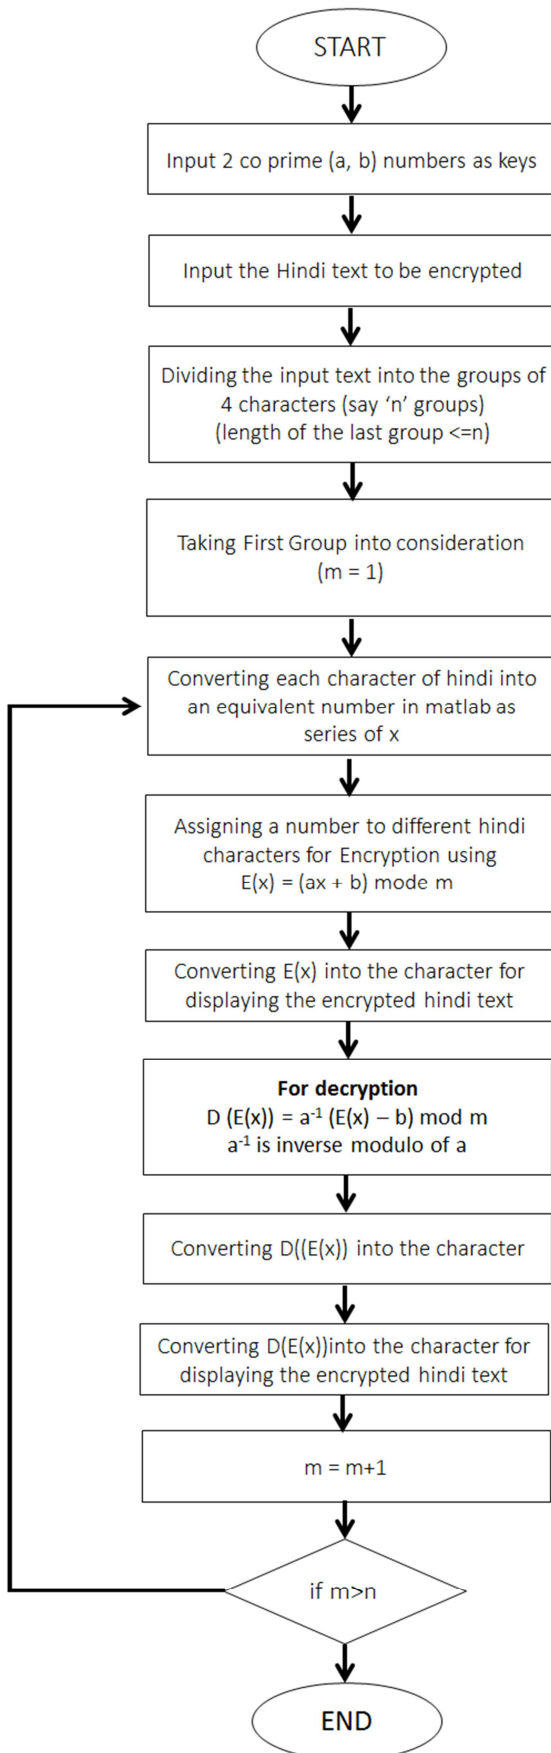 START
Input 2 co prime (a, b) numbers as keys
Input the Hindi text to be encrypted
Dividing the input text into the groups of
4 characters (say ‘n’ groups)
(length of the last group <=n)
Taking First Group into consideration
(m = 1)
Converting each character of hindi into
an equivalent number in matlab as
series of x
Assigning a number to different hindi
characters for Encryption using
E(x) = (ax + b) mode m
Converting E(x) into the character for
displaying the encrypted hindi text
For decryption
D (E(x)) = a⁻¹ (E(x) – b) mod m
a⁻¹ is inverse modulo of a
Converting D((E(x)) into the character
Converting D(E(x))into the character for
displaying the encrypted hindi text
m = m+1
if m>n
END